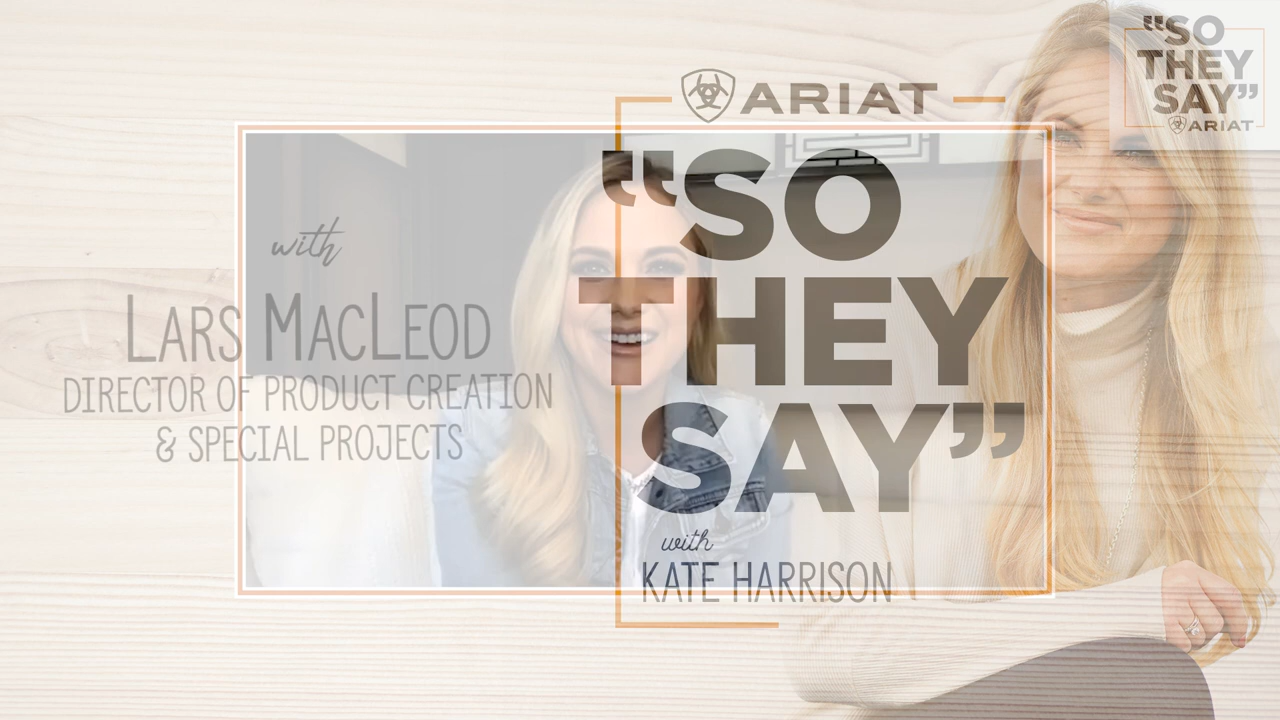 "SO
THEY
SAY"
ARIAT
ARIAT
"SO
THEY
SAY"
with
KATE HARRISON
with
LARS MACLEOD
DIRECTOR OF PRODUCT CREATION
& SPECIAL PROJECTS